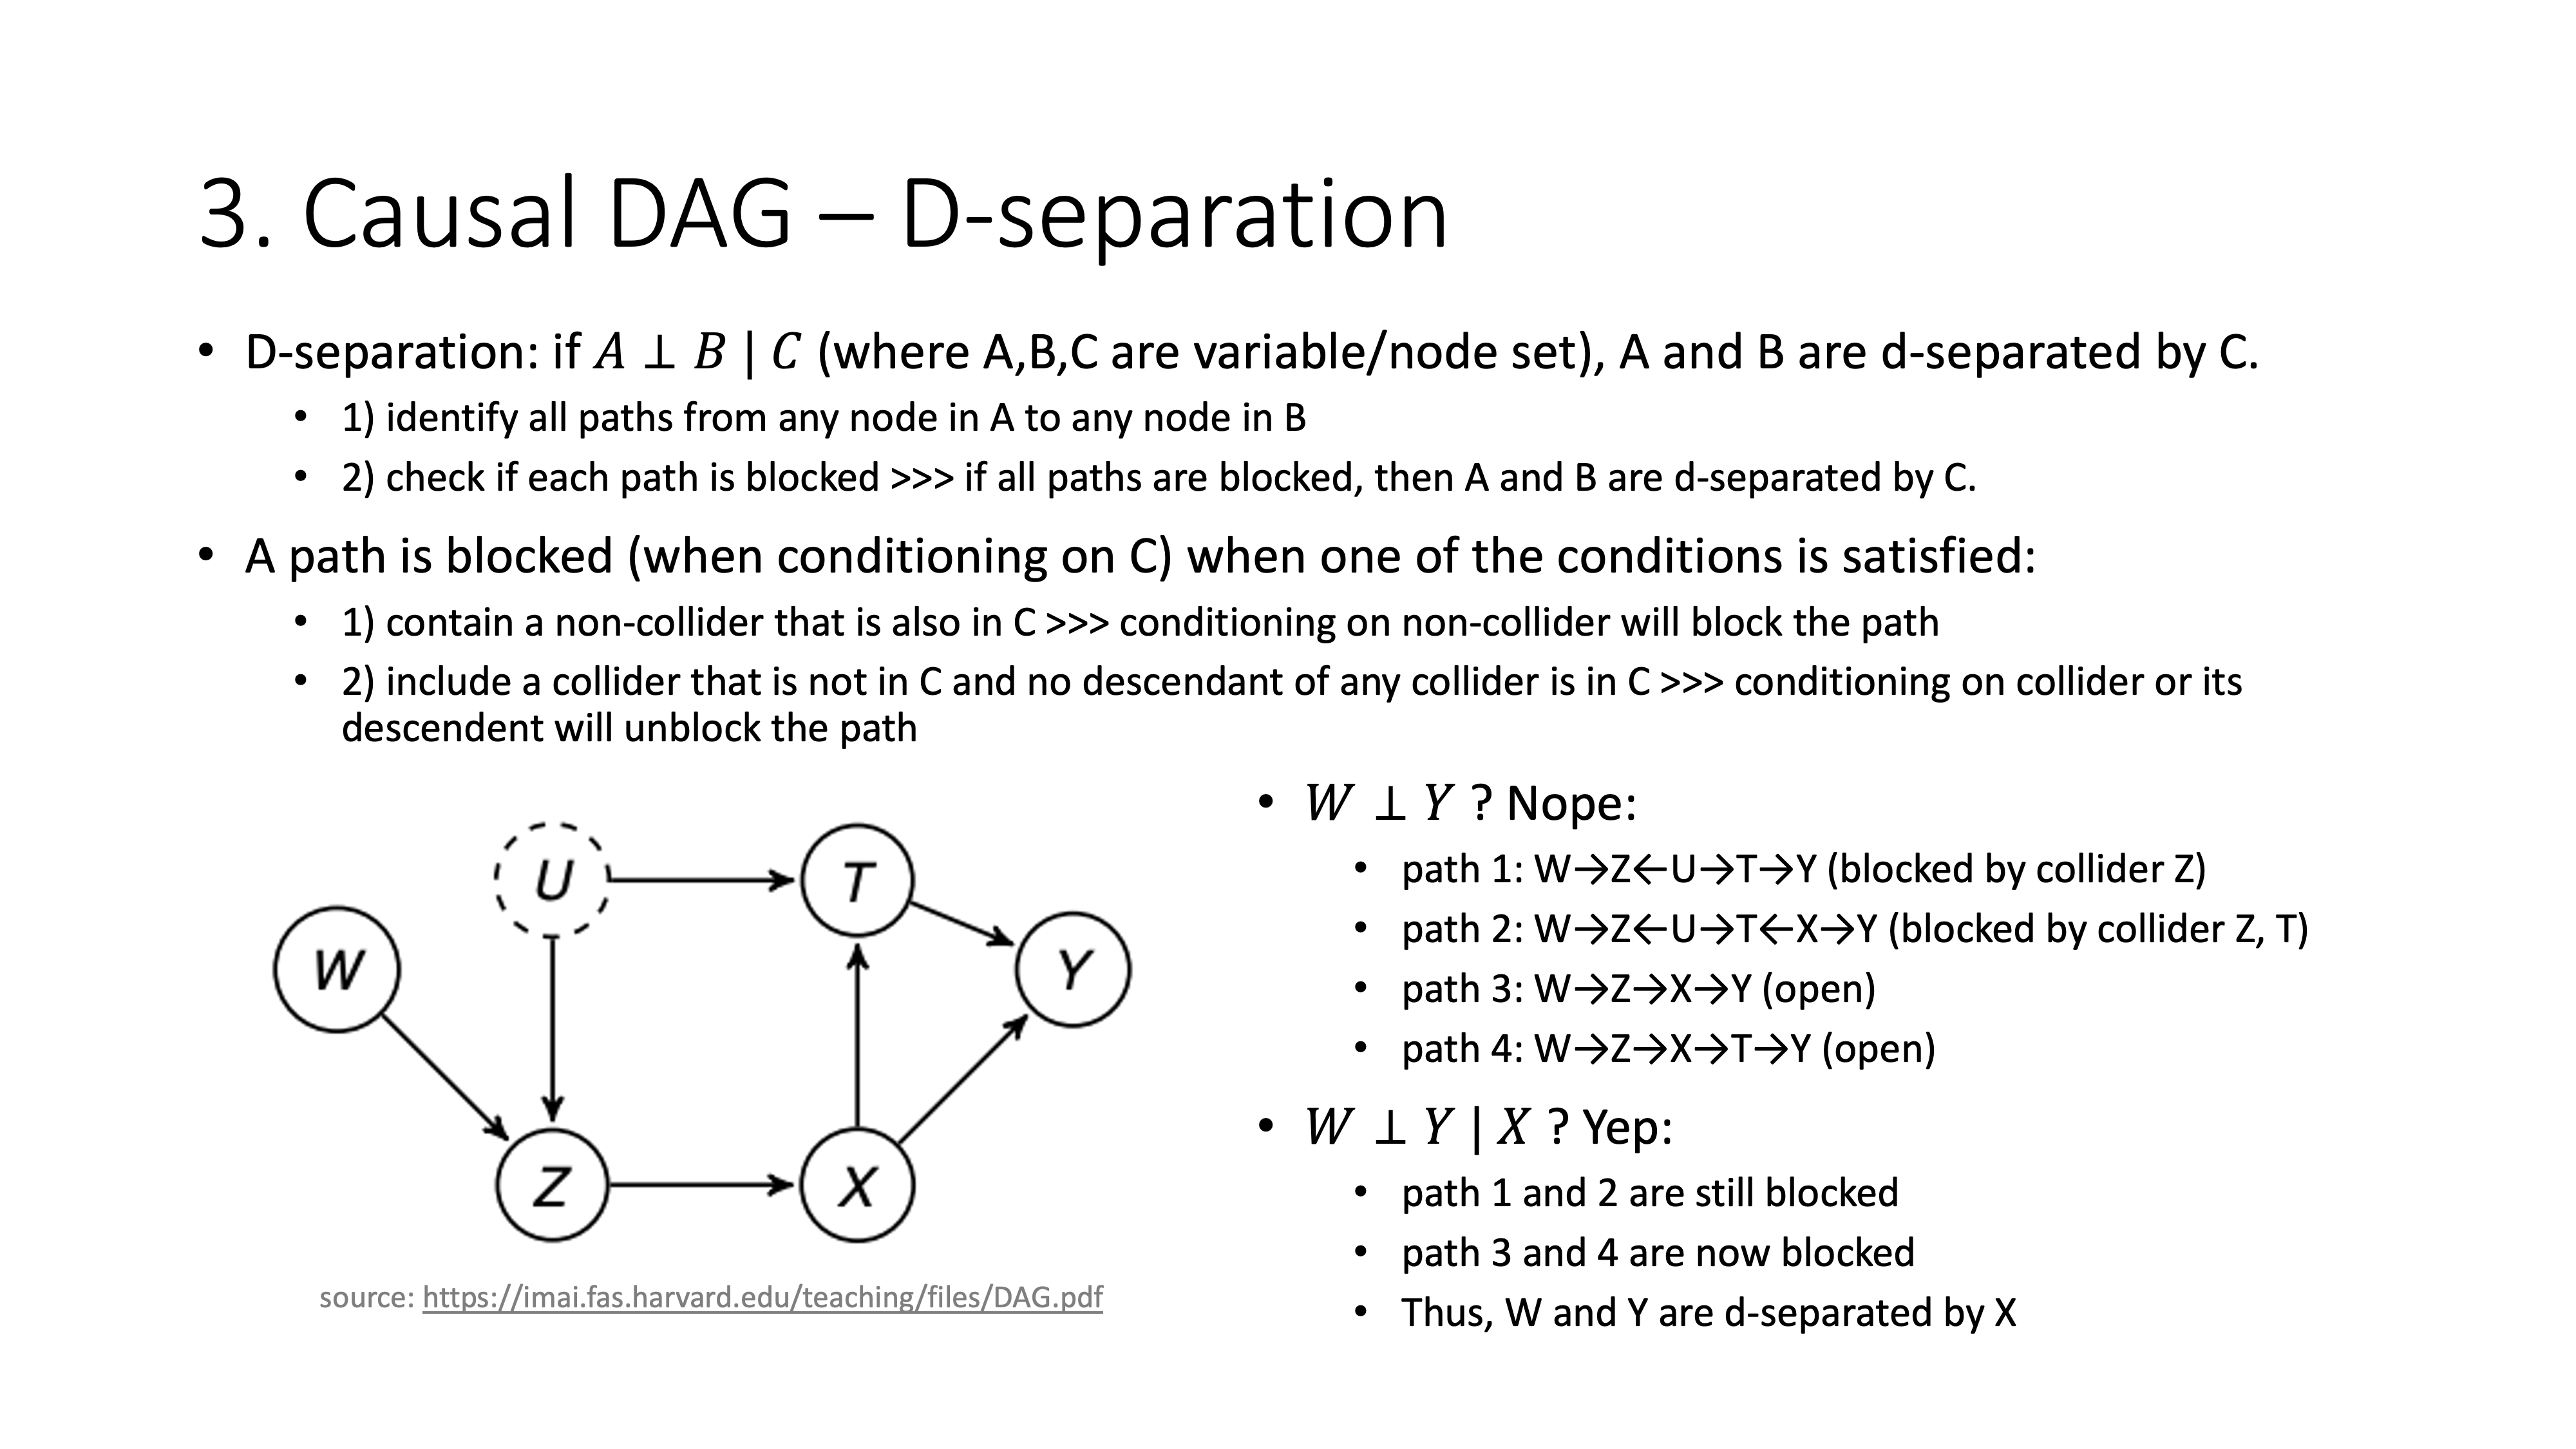 3. Causal DAG – D-separation
• D-separation: if A ⊥ B | C (where A,B,C are variable/node set), A and B are d-separated by C.
• 1) identify all paths from any node in A to any node in B
• 2) check if each path is blocked >>> if all paths are blocked, then A and B are d-separated by C.
• A path is blocked (when conditioning on C) when one of the conditions is satisfied:
• 1) contain a non-collider that is also in C >>> conditioning on non-collider will block the path
• 2) include a collider that is not in C and no descendant of any collider is in C >>> conditioning on collider or its
descendent will unblock the path
U
T
W
Y
Z
X
source: https://imai.fas.harvard.edu/teaching/files/DAG.pdf
• W ⊥ Y ? Nope:
• path 1: W→Z←U→T→Y (blocked by collider Z)
• path 2: W→Z←U→T←X→Y (blocked by collider Z, T)
• path 3: W→Z→X→Y (open)
• path 4: W→Z→X→T→Y (open)
• W ⊥ Y | X ? Yep:
• path 1 and 2 are still blocked
• path 3 and 4 are now blocked
• Thus, W and Y are d-separated by X